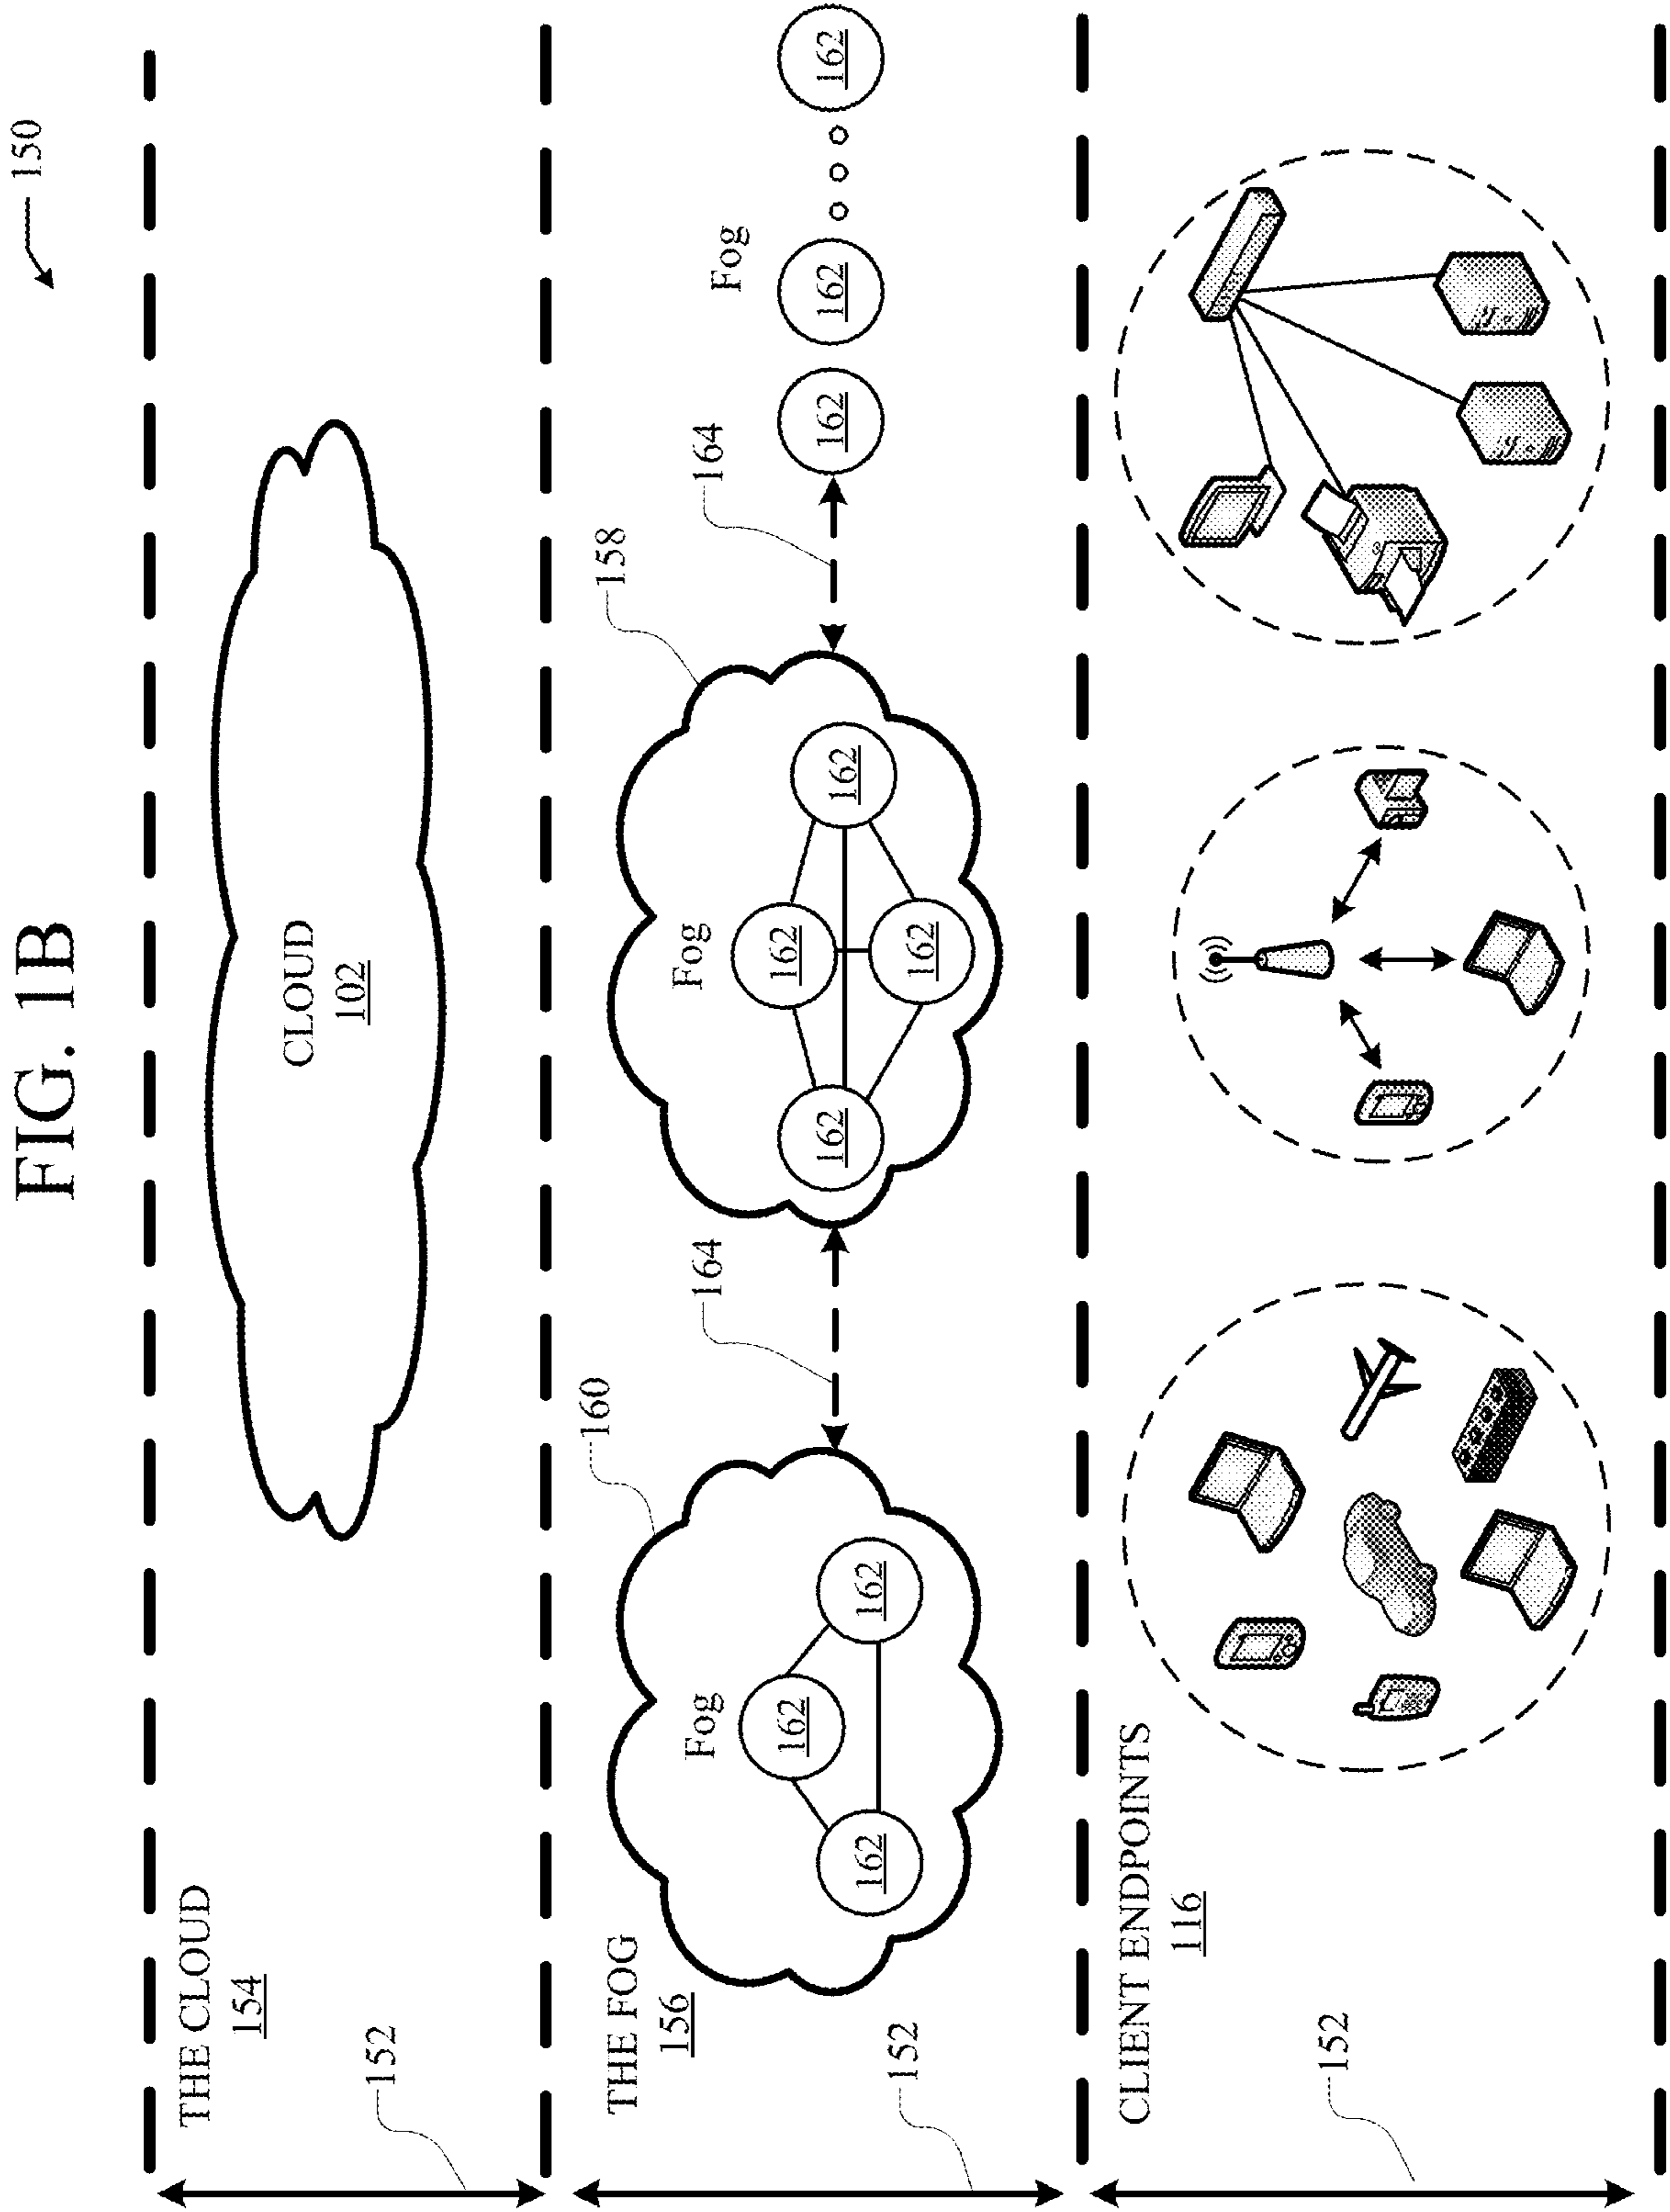 FIG. 1B
150
THE CLOUD
154
CLOUD
102
152
THE FOG
156
160
164
158
164
Fog
Fog
Fog
162
162
162
162
162
162
162
162
162
162
152
CLIENT ENDPOINTS
116
152